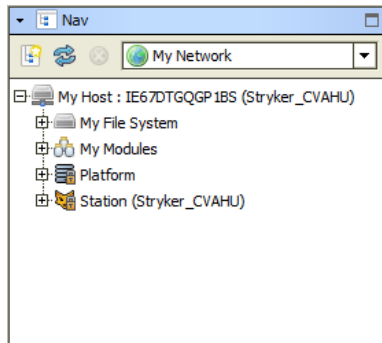 Nav
My Network
My Host : IE67DTGQGP1BS (Stryker_CVAHU)
My File System
My Modules
Platform
Station (Stryker_CVAHU)